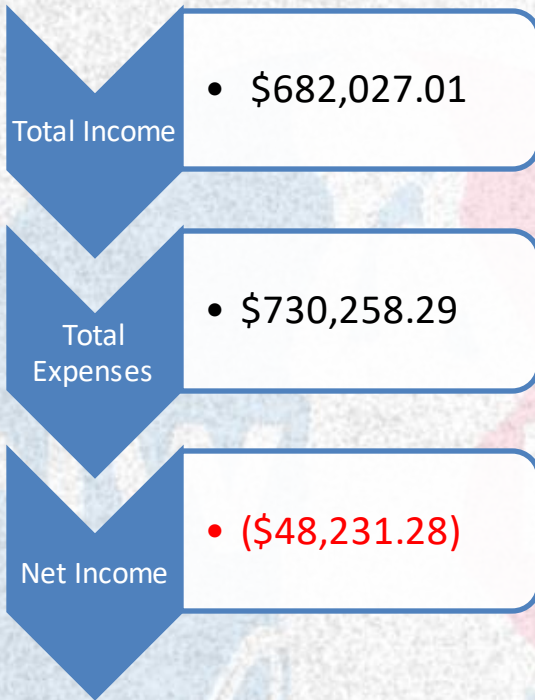 Total Income
• $682,027.01
Total
Expenses
• $730,258.29
Net Income
• ($48,231.28)